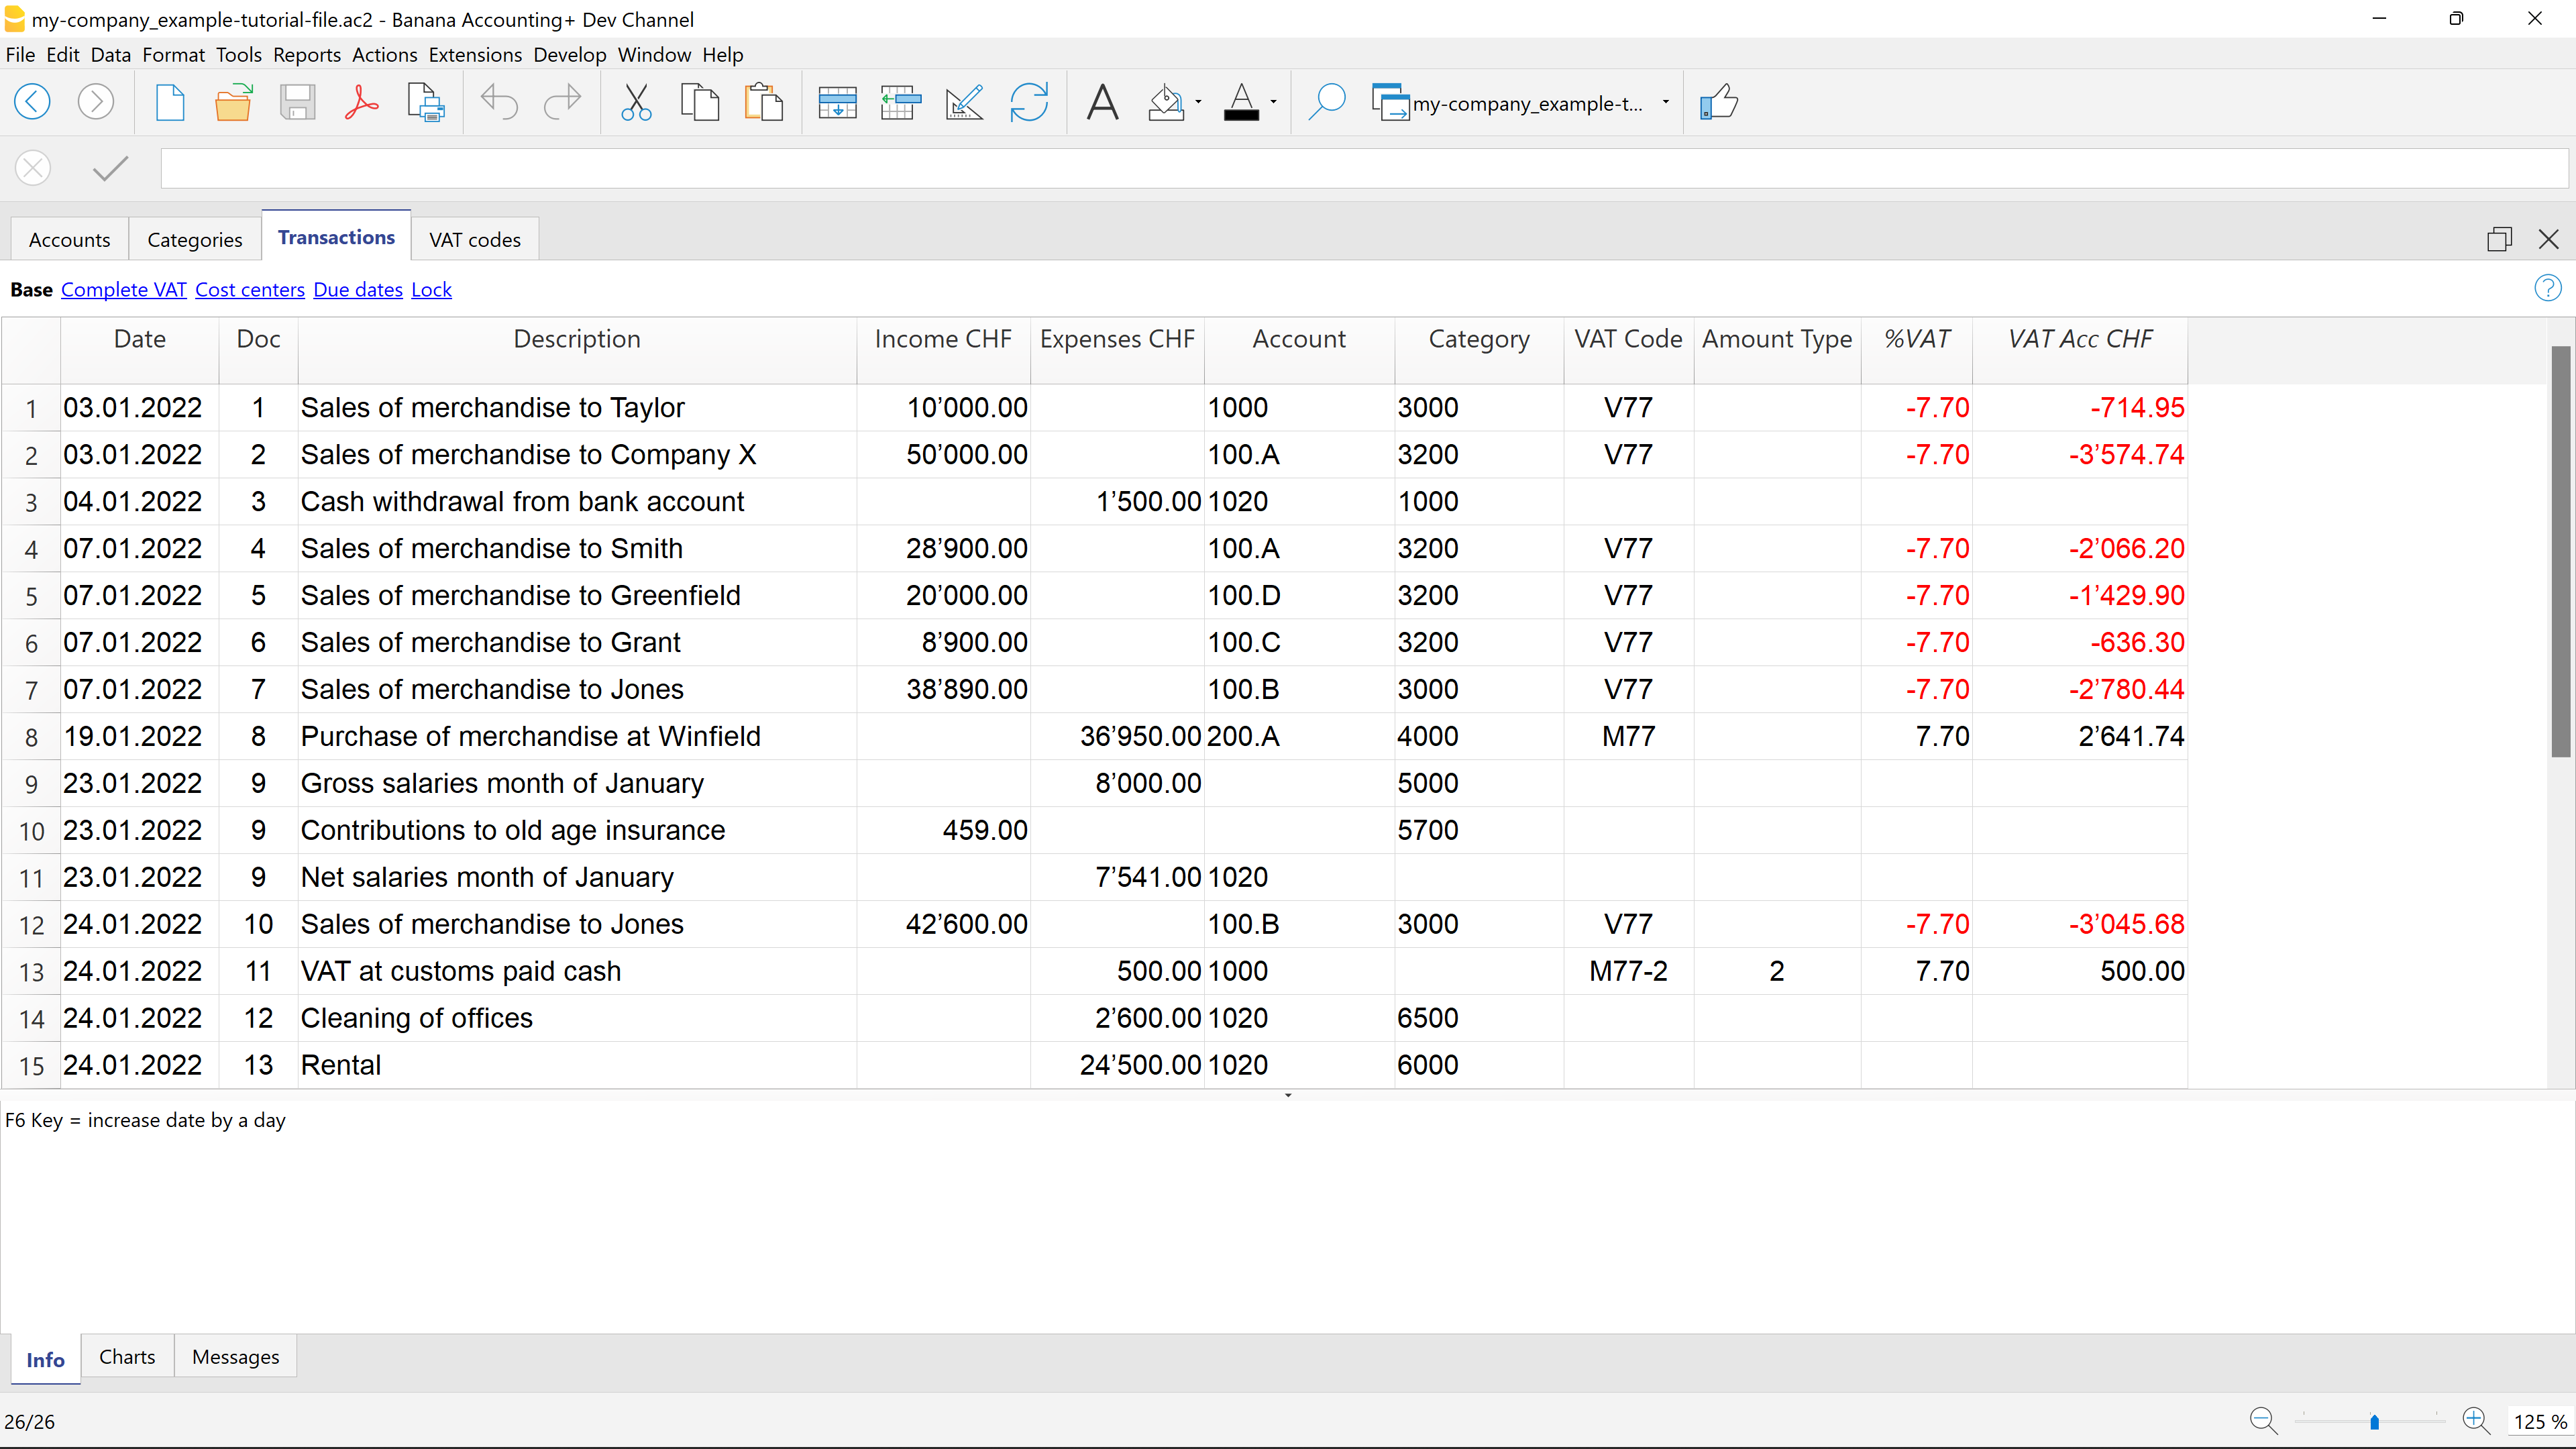 my-company_example-tutorial-file.ac2 - Banana Accounting+ Dev Channel
File Edit Data Format Tools Reports Actions Extensions Develop Window Help
my-company_example-t...
Accounts Categories Transactions VAT codes
Base Complete VAT Cost centers Due dates Lock
Date Doc Description Income CHF Expenses CHF Account Category VAT Code Amount Type %VAT VAT Acc CHF
1 03.01.2022 1 Sales of merchandise to Taylor 10’000.00 1000 3000 V77 -7.70 -714.95
2 03.01.2022 2 Sales of merchandise to Company X 50’000.00 100.A 3200 V77 -7.70 -3’574.74
3 04.01.2022 3 Cash withdrawal from bank account 1’500.00 1020 1000
4 07.01.2022 4 Sales of merchandise to Smith 28’900.00 100.A 3200 V77 -7.70 -2’066.20
5 07.01.2022 5 Sales of merchandise to Greenfield 20’000.00 100.D 3200 V77 -7.70 -1’429.90
6 07.01.2022 6 Sales of merchandise to Grant 8’900.00 100.C 3200 V77 -7.70 -636.30
7 07.01.2022 7 Sales of merchandise to Jones 38’890.00 100.B 3000 V77 -7.70 -2’780.44
8 19.01.2022 8 Purchase of merchandise at Winfield 36’950.00 200.A 4000 M77 7.70 2’641.74
9 23.01.2022 9 Gross salaries month of January 8’000.00 5000
10 23.01.2022 9 Contributions to old age insurance 459.00 5700
11 23.01.2022 9 Net salaries month of January 7’541.00 1020
12 24.01.2022 10 Sales of merchandise to Jones 42’600.00 100.B 3000 V77 -7.70 -3’045.68
13 24.01.2022 11 VAT at customs paid cash 500.00 1000 M77-2 2 7.70 500.00
14 24.01.2022 12 Cleaning of offices 2’600.00 1020 6500
15 24.01.2022 13 Rental 24’500.00 1020 6000
F6 Key = increase date by a day
Info Charts Messages
26/26 125 %